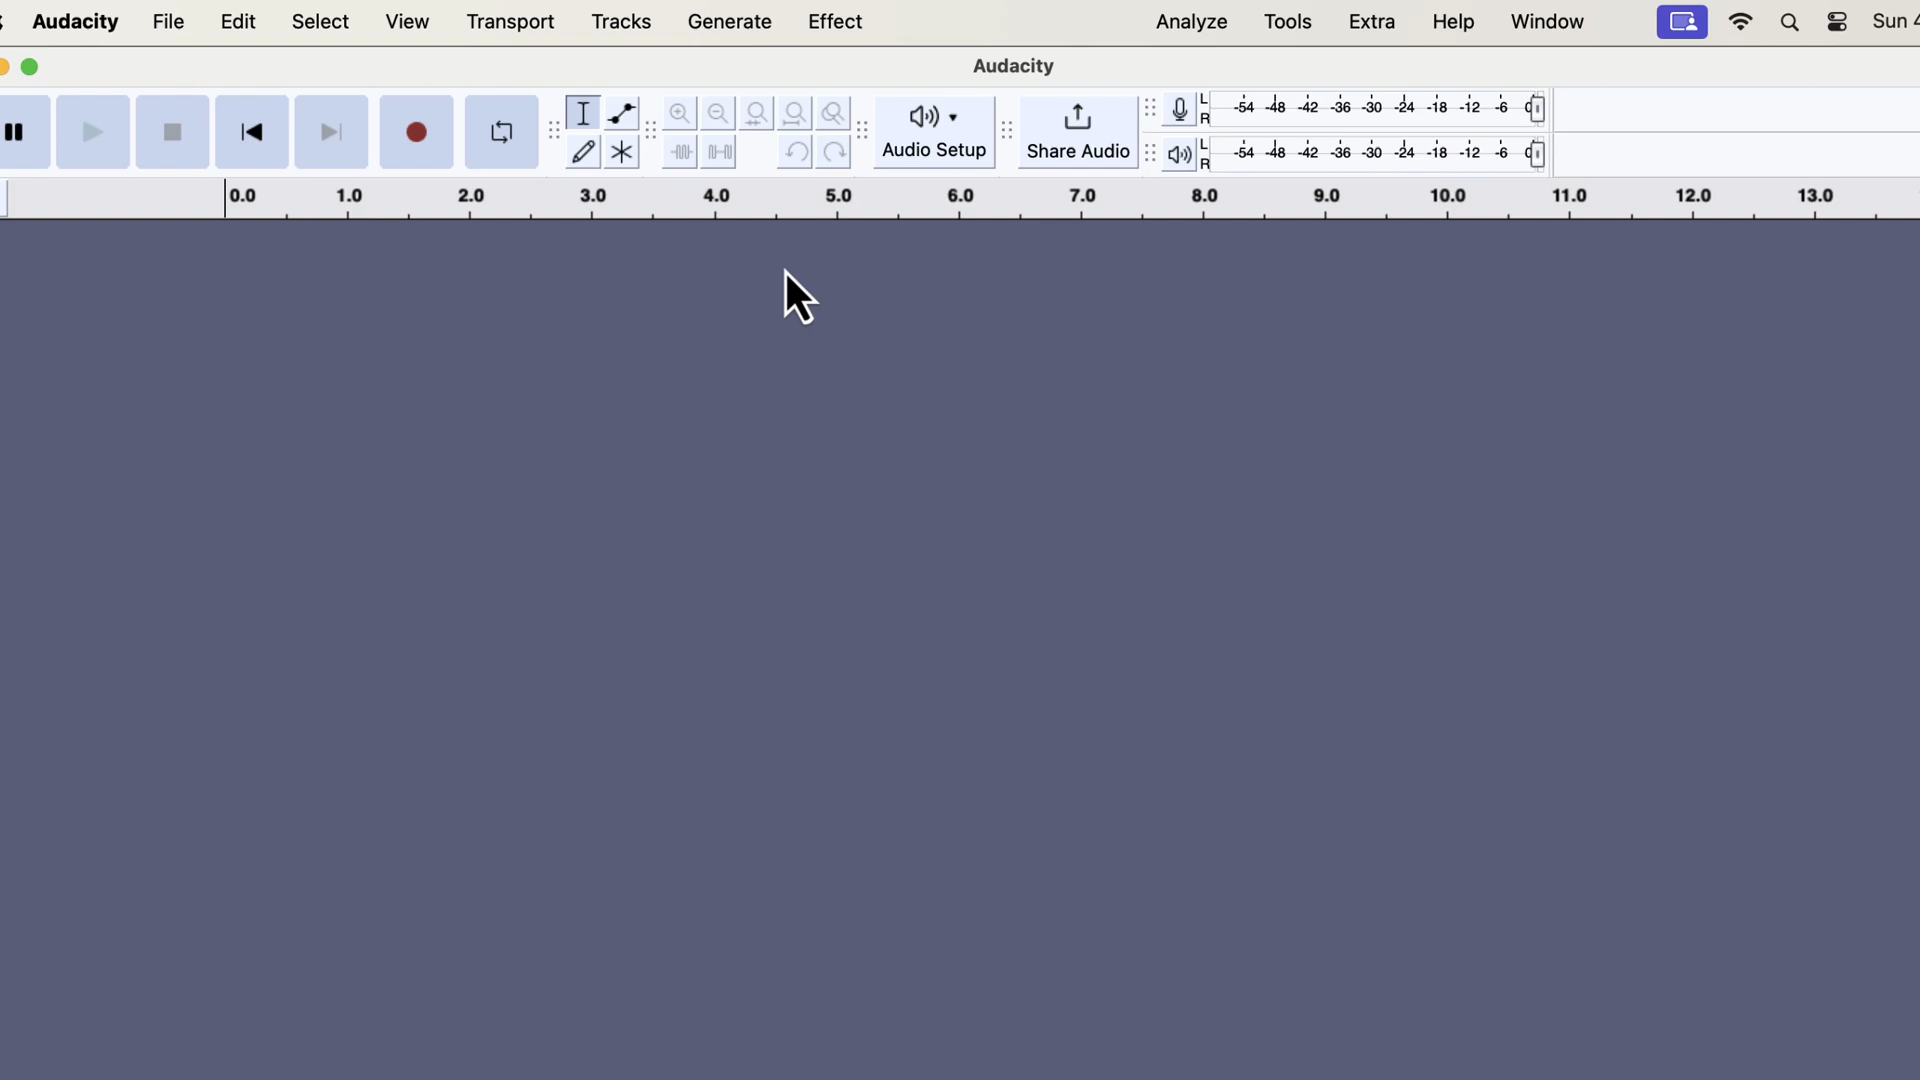 Audacity File Edit Select View Transport Tracks Generate Effect Analyze Tools Extra Help Window Sun
Audacity
L -54 -48 -42 -36 -30 -24 -18 -12 -6
R
Audio Setup Share Audio
L -54 -48 -42 -36 -30 -24 -18 -12 -6
R
0.0 1.0 2.0 3.0 4.0 5.0 6.0 7.0 8.0 9.0 10.0 11.0 12.0 13.0